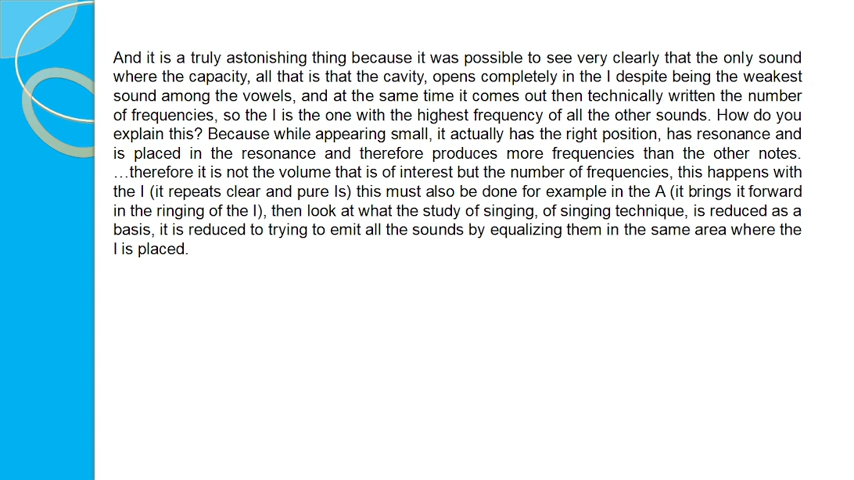 And it is a truly astonishing thing because it was possible to see very clearly that the only sound
where the capacity, all that is that the cavity, opens completely in the I despite being the weakest
sound among the vowels, and at the same time it comes out then technically written the number
of frequencies, so the I is the one with the highest frequency of all the other sounds. How do you
explain this? Because while appearing small, it actually has the right position, has resonance and
is placed in the resonance and therefore produces more frequencies than the other notes.
…therefore it is not the volume that is of interest but the number of frequencies, this happens with
the I (it repeats clear and pure Is) this must also be done for example in the A (it brings it forward
in the ringing of the I), then look at what the study of singing, of singing technique, is reduced as a
basis, it is reduced to trying to emit all the sounds by equalizing them in the same area where the
I is placed.